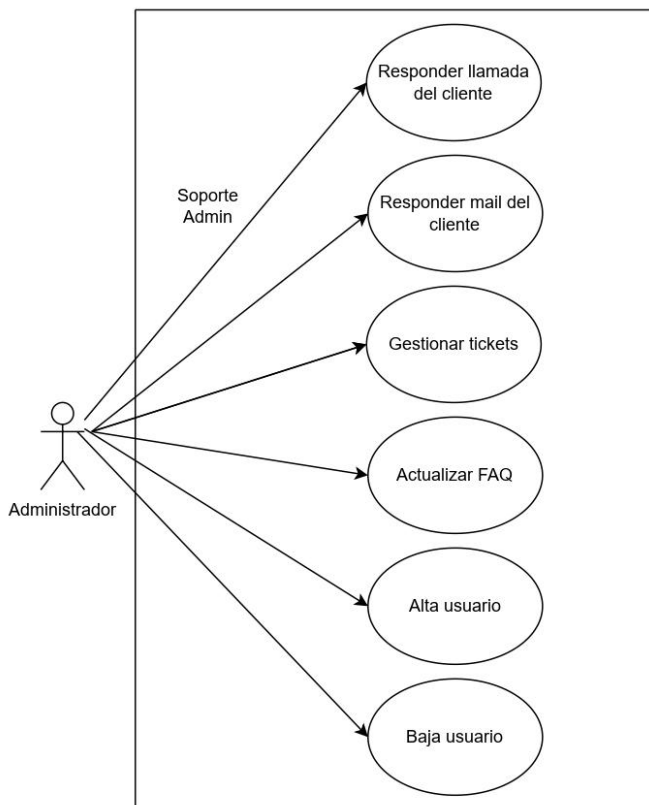 Responder llamada
del cliente
Soporte
Admin
Responder mail del
cliente
Gestionar tickets
Actualizar FAQ
Administrador
Alta usuario
Baja usuario